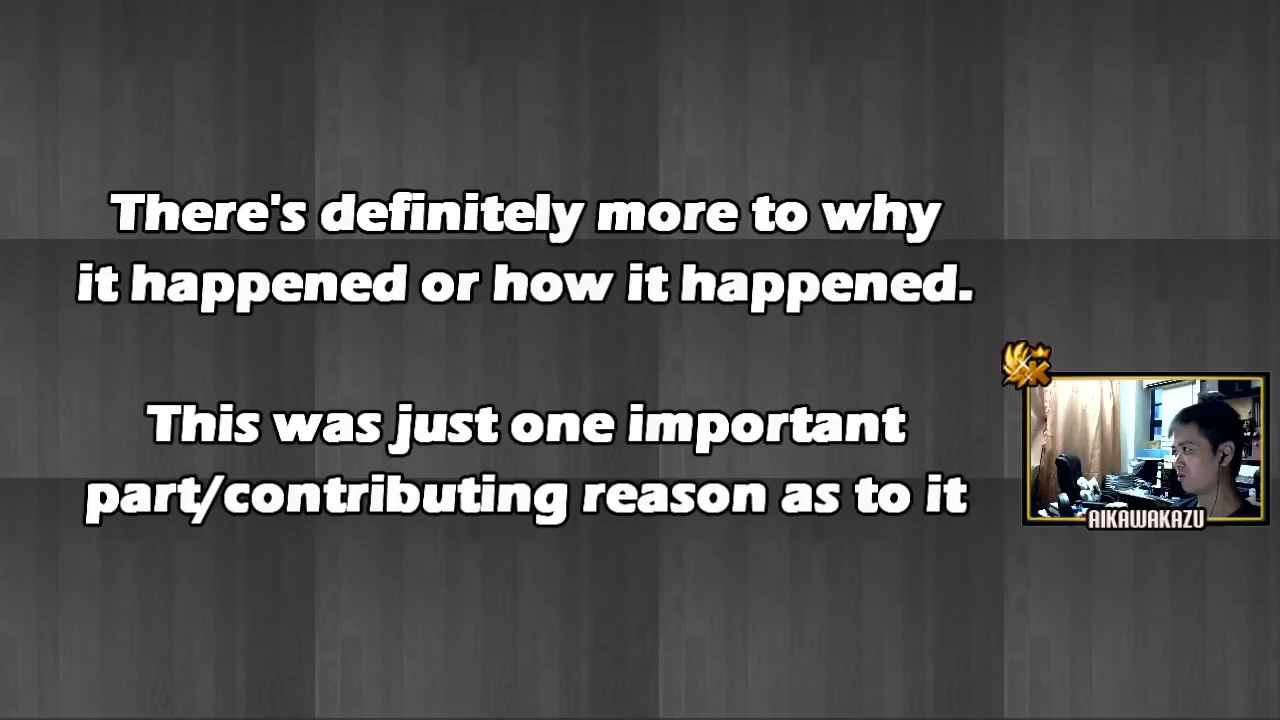 There's definitely more to why
it happened or how it happened.
This was just one important
part/contributing reason as to it
AK
AIKAWAKAZU